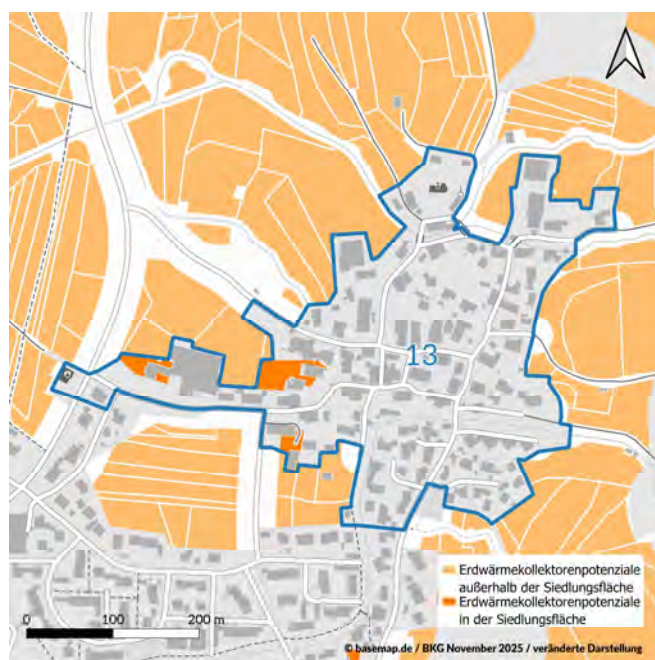 13
Erdwärmekollektorenpotenziale
außerhalb der Siedlungsfläche
Erdwärmekollektorenpotenziale
in der Siedlungsfläche
0 100 200 m
© basemap.de / BKG November 2025 / veränderte Darstellung